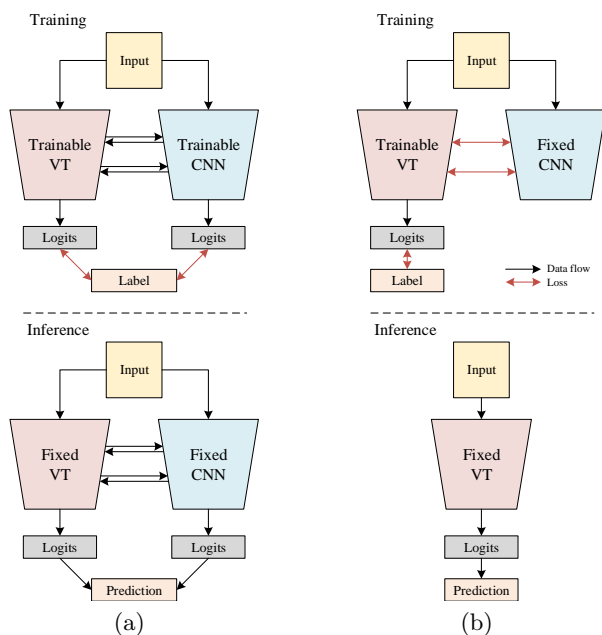 Training
Input
Trainable
VT
Trainable
CNN
Logits
Logits
Label
Inference
Input
Fixed
VT
Fixed
CNN
Logits
Logits
Prediction
(a)
Training
Input
Trainable
VT
Fixed
CNN
Logits
Label
Data flow
Loss
Inference
Input
Fixed
VT
Logits
Prediction
(b)